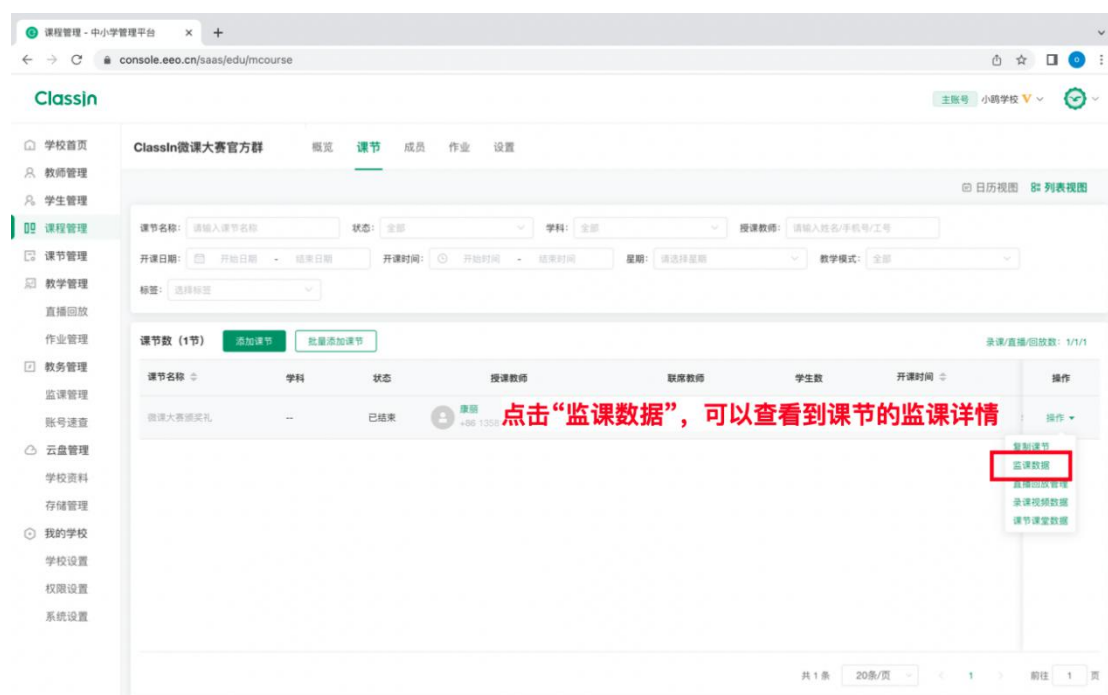 课程管理 - 中小学管理平台
console.eeo.cn/saas/edu/mcourse
ClassIn
主账号 小鸥学校 V
学校首页
教师管理
学生管理
课程管理
课节管理
教学管理
直播回放
作业管理
教务管理
监课管理
账号速查
云盘管理
学校资料
存储管理
我的学校
学校设置
权限设置
系统设置
ClassIn微课大赛官方群 概览 课节 成员 作业 设置
日历视图 列表视图
课节名称: 请输入课节名称 状态: 全部 学科: 全部 授课教师: 请输入姓名/手机号/工号
开课日期: 开始日期 - 结束日期 开课时间: 开始时间 - 结束时间 星期: 请选择星期 教学模式: 全部
标签: 选择标签
课节数（1节） 添加课节 批量添加课节 录课/直播/回放数: 1/1/1
课节名称 学科 状态 授课教师 联席教师 学生数 开课时间 操作
微课大赛颁奖礼 -- 已结束 康丽 操作
+86 1358
点击“监课数据”，可以查看到课节的监课详情
复制课节
监课数据
直播回放管理
录课视频数据
课节课堂数据
共 1 条 20条/页 1 前往 1 页